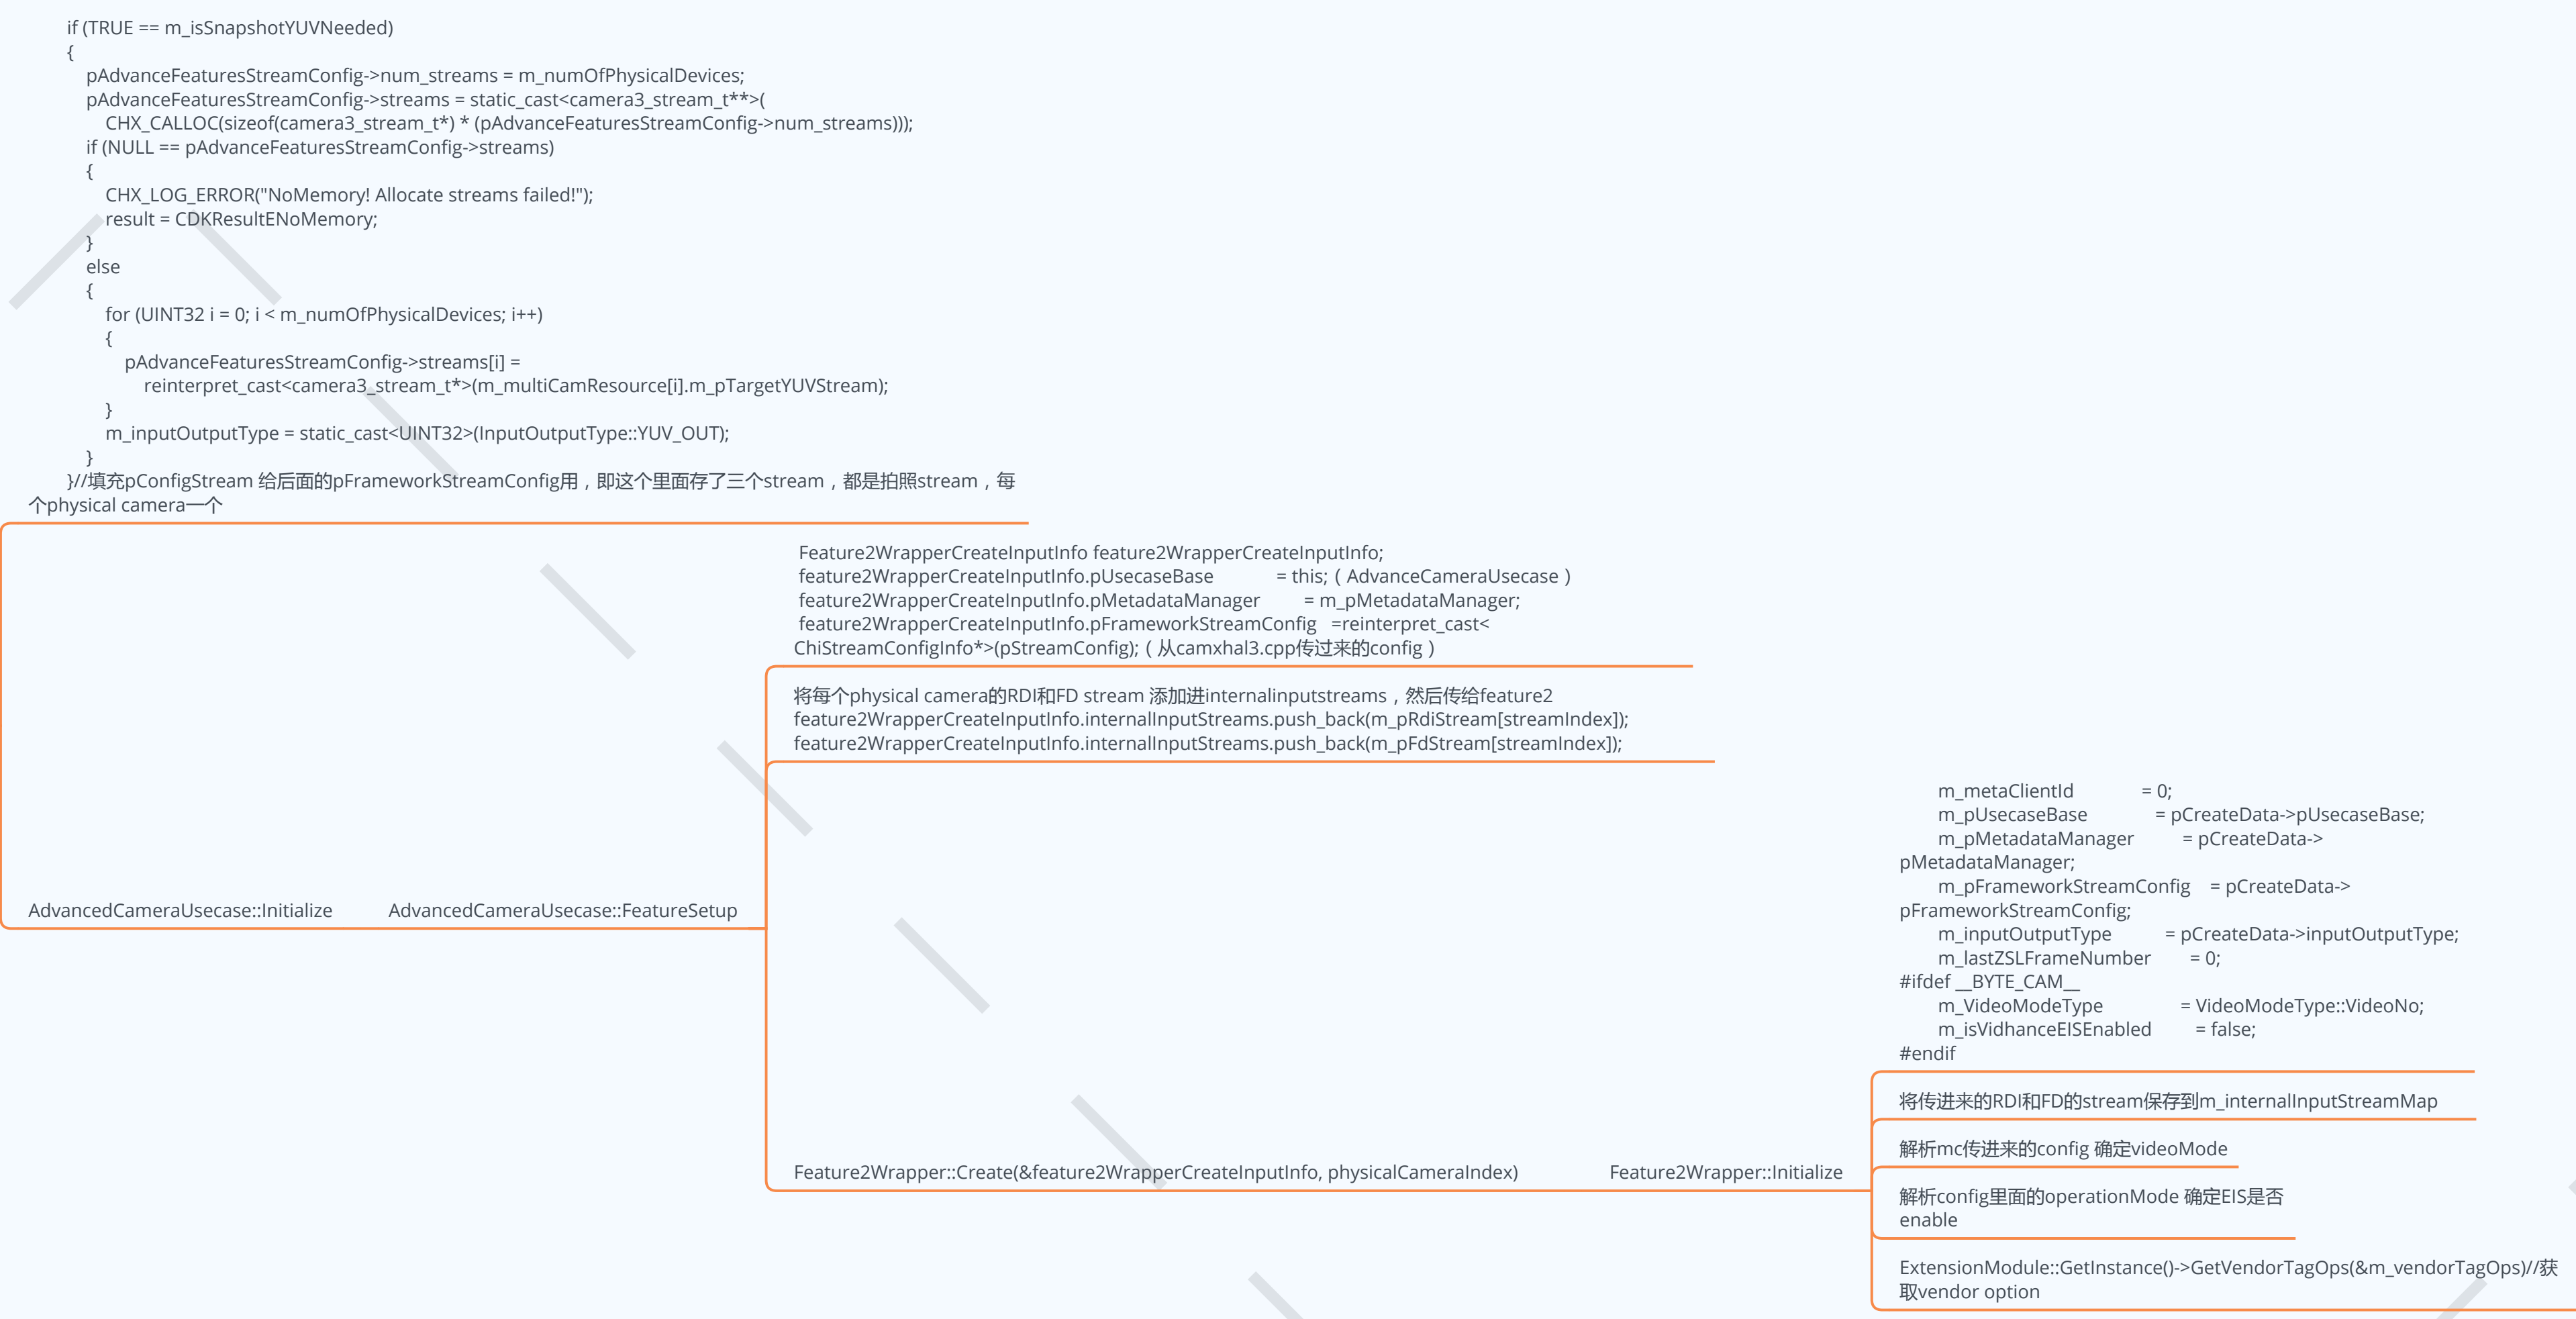 if (TRUE == m_isSnapshotYUVNeeded)
{
pAdvanceFeaturesStreamConfig->num_streams = m_numOfPhysicalDevices;
pAdvanceFeaturesStreamConfig->streams = static_cast<camera3_stream_t**>(
CHX_CALLOC(sizeof(camera3_stream_t*) * (pAdvanceFeaturesStreamConfig->num_streams)));
if (NULL == pAdvanceFeaturesStreamConfig->streams)
{
CHX_LOG_ERROR("NoMemory! Allocate streams failed!");
result = CDKResultENoMemory;
}
else
{
for (UINT32 i = 0; i < m_numOfPhysicalDevices; i++)
{
pAdvanceFeaturesStreamConfig->streams[i] =
reinterpret_cast<camera3_stream_t*>(m_multiCamResource[i].m_pTargetYUVStream);
}
m_inputOutputType = static_cast<UINT32>(InputOutputType::YUV_OUT);
}
}//填充pConfigStream 给后面的pFrameworkStreamConfig用，即这个里面存了三个stream，都是拍照stream，每
个physical camera一个
AdvancedCameraUsecase::Initialize
AdvancedCameraUsecase::FeatureSetup
Feature2WrapperCreateInputInfo feature2WrapperCreateInputInfo;
feature2WrapperCreateInputInfo.pUsecaseBase = this;（AdvanceCameraUsecase）
feature2WrapperCreateInputInfo.pMetadataManager = m_pMetadataManager;
feature2WrapperCreateInputInfo.pFrameworkStreamConfig =reinterpret_cast<
ChiStreamConfigInfo*>(pStreamConfig);（从camxhal3.cpp传过来的config）
将每个physical camera的RDI和FD stream 添加进internalinputstreams，然后传给feature2
feature2WrapperCreateInputInfo.internalInputStreams.push_back(m_pRdiStream[streamIndex]);
feature2WrapperCreateInputInfo.internalInputStreams.push_back(m_pFdStream[streamIndex]);
Feature2Wrapper::Create(&feature2WrapperCreateInputInfo, physicalCameraIndex)
Feature2Wrapper::Initialize
m_metaClientId = 0;
m_pUsecaseBase = pCreateData->pUsecaseBase;
m_pMetadataManager = pCreateData->
pMetadataManager;
m_pFrameworkStreamConfig = pCreateData->
pFrameworkStreamConfig;
m_inputOutputType = pCreateData->inputOutputType;
m_lastZSLFrameNumber = 0;
#ifdef __BYTE_CAM__
m_VideoModeType = VideoModeType::VideoNo;
m_isVidhanceEISEnabled = false;
#endif
将传进来的RDI和FD的stream保存到m_internalInputStreamMap
解析mc传进来的config 确定videoMode
解析config里面的operationMode 确定EIS是否
enable
ExtensionModule::GetInstance()->GetVendorTagOps(&m_vendorTagOps)//获
取vendor option